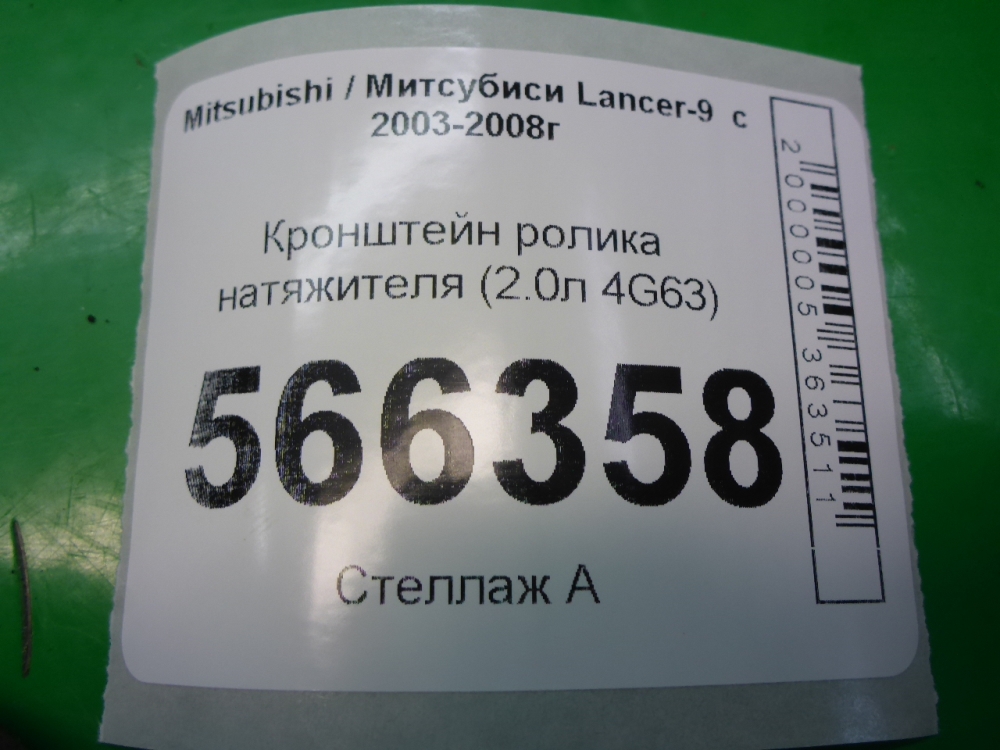 Mitsubishi / Митсубиси Lancer-9 с
2003-2008г
Кронштейн ролика
натяжителя (2.0л 4G63)
566358
Стеллаж А
2000005363511